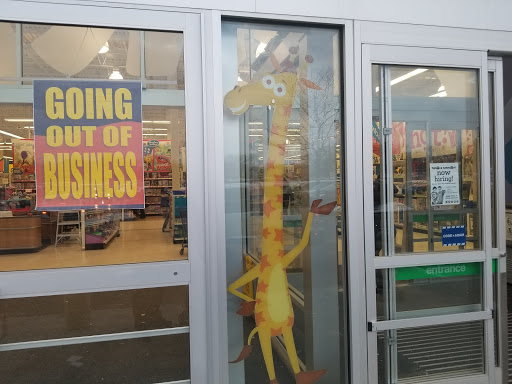 GOING
OUT OF
BUSINESS
now
hiring!
entrance